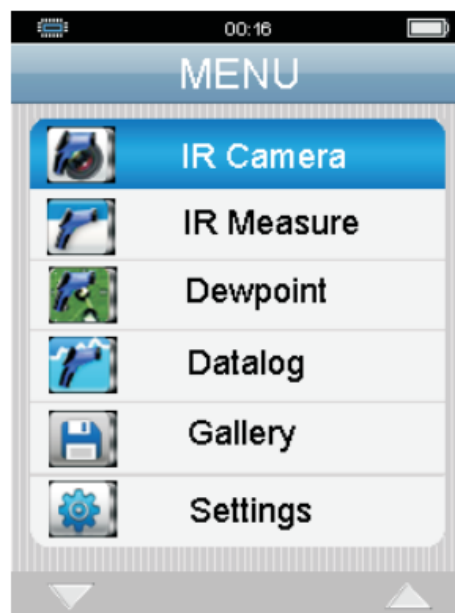 00:16
MENU
IR Camera
IR Measure
Dewpoint
Datalog
Gallery
Settings